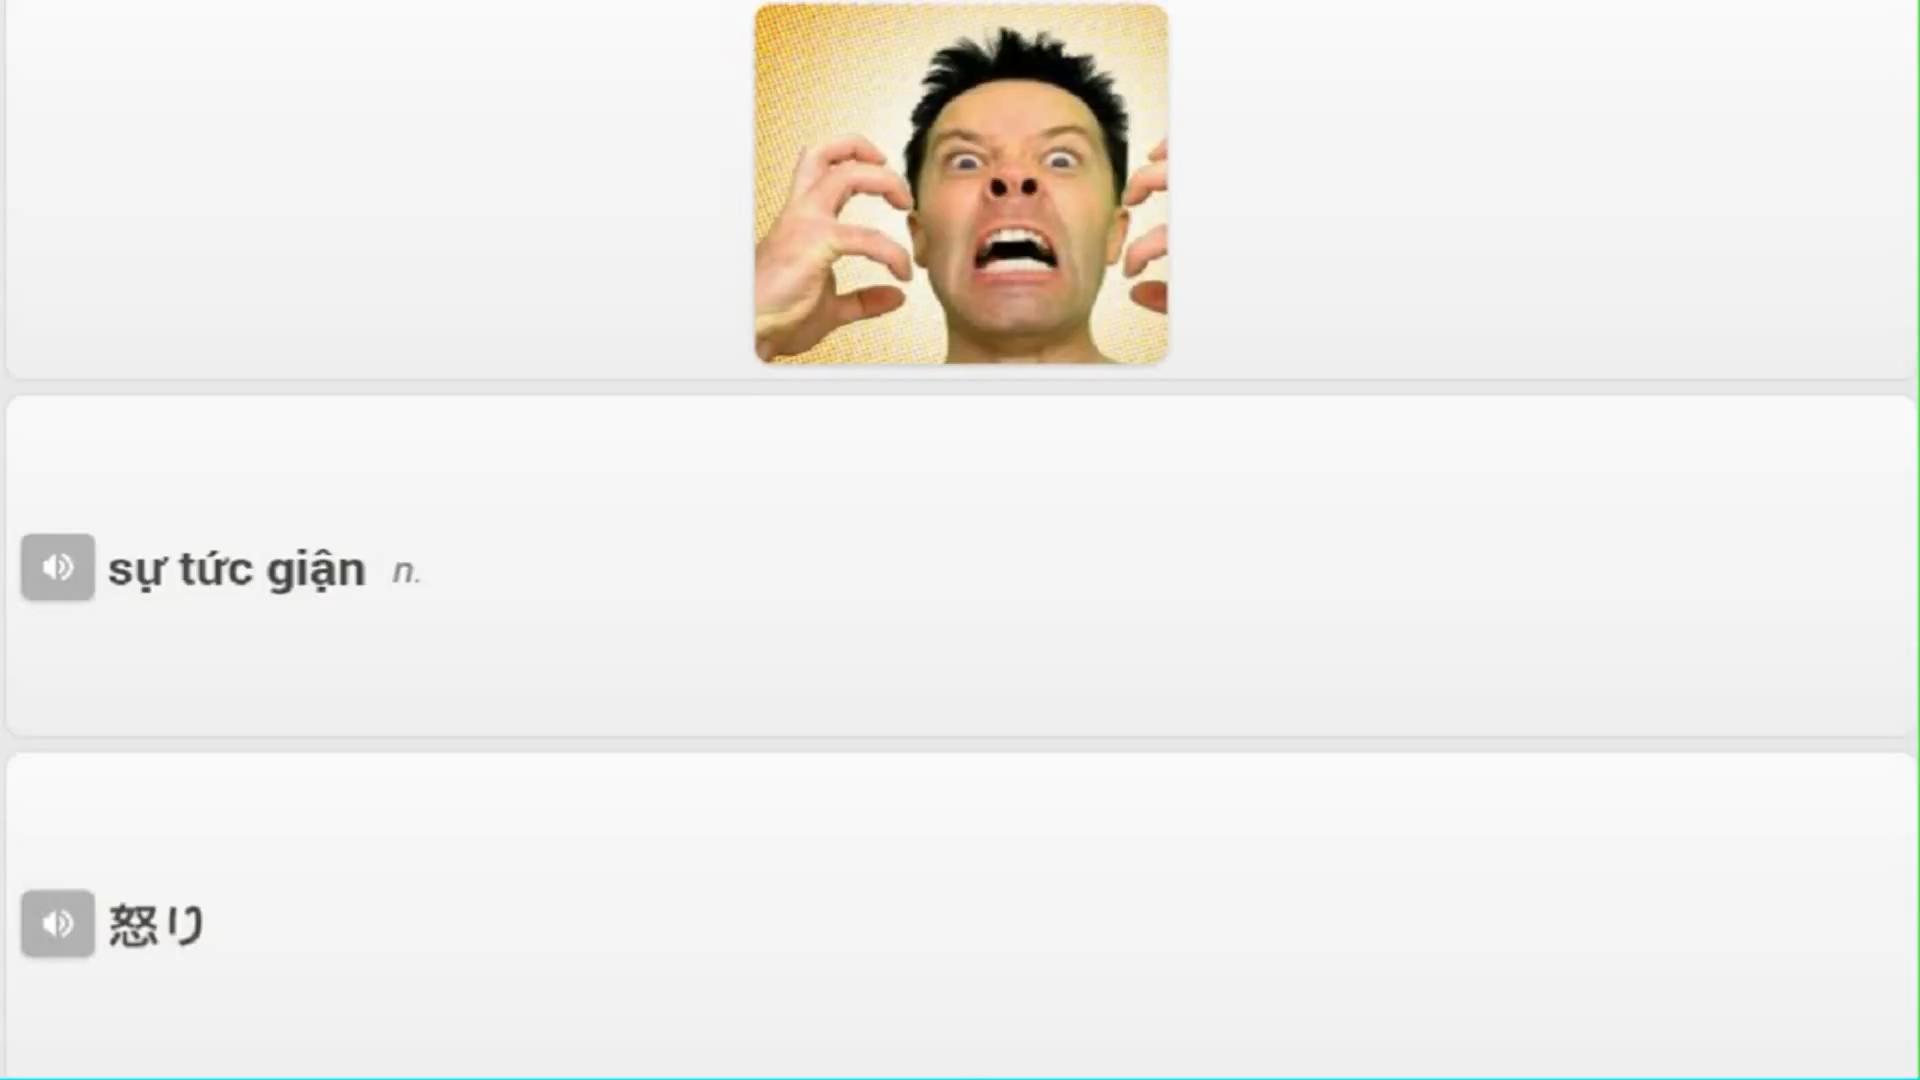 sự tức giận n.
怒り